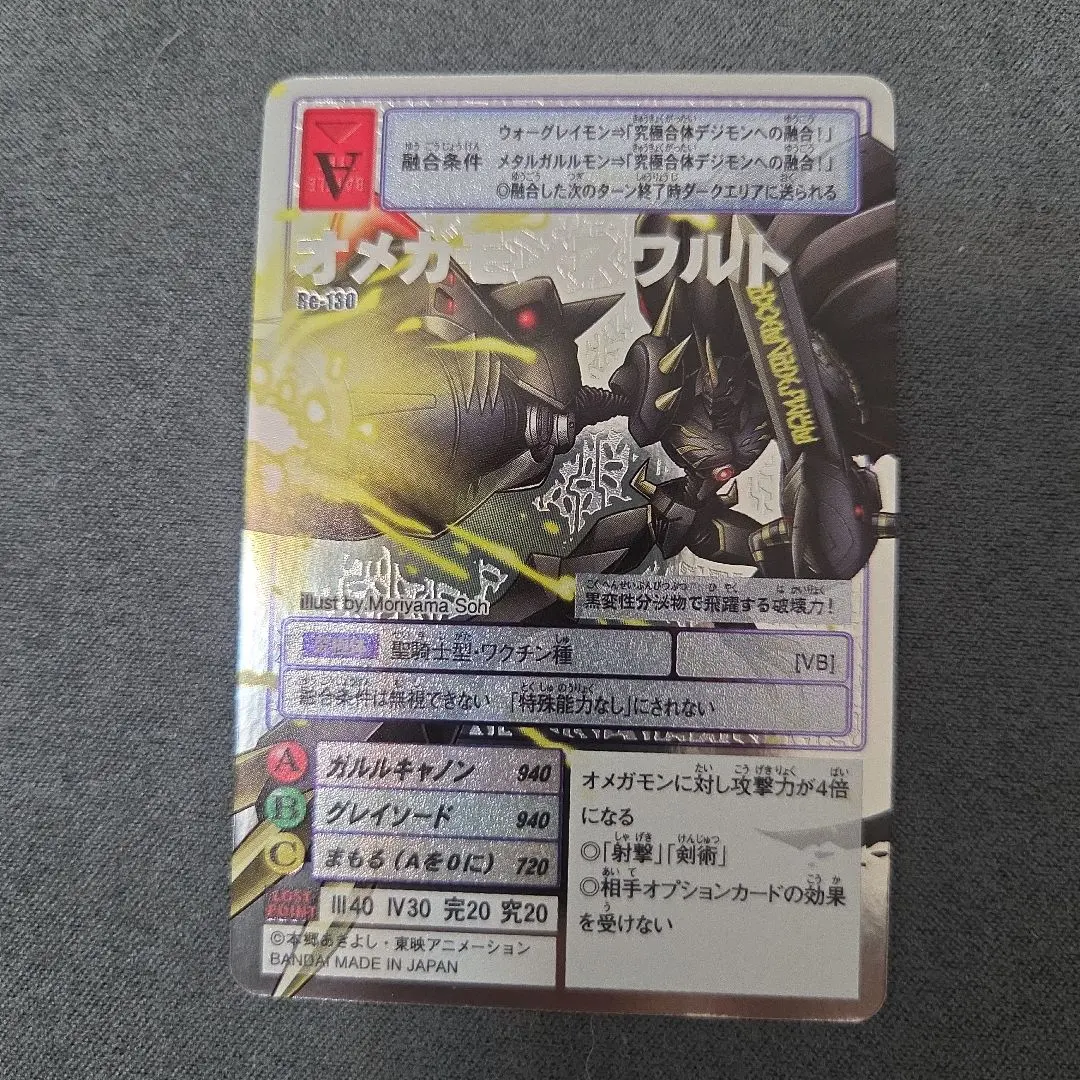 A
融合条件
ウォーグレイモン⇒「究極合体デジモンへの融合！」
メタルガルルモン⇒「究極合体デジモンへの融合！」
◎融合した次のターン終了時ダークエリアに送られる
オメガモンズワルト
Re-130
illust by Moriyama Soh
黒変性分泌物で飛躍する破壊力！
聖騎士型・ワクチン種
[VB]
融合条件は無視できない 「特殊能力なし」にされない
A ガルルキャノン 940
B グレイソード 940
C まもる（Aを0に） 720
LOST POINT
III40 IV30 完20 究20
©本郷あきよし・東映アニメーション
BANDAI MADE IN JAPAN
オメガモンに対し攻撃力が4倍
になる
◎「射撃」「剣術」
◎相手オプションカードの効果
を受けない